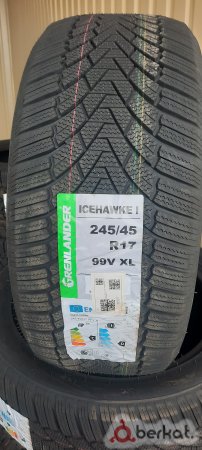 GRENLANDER
ICEHAWKE I
245/45
R17
99V XL
berkat.